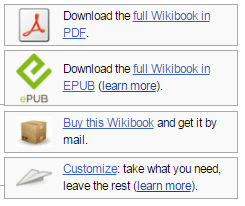 Download the full Wikibook in
PDF.
Download the full Wikibook in
EPUB (learn more).
ePUB
Buy this Wikibook and get it by
mail.
Customize: take what you need,
leave the rest (learn more).